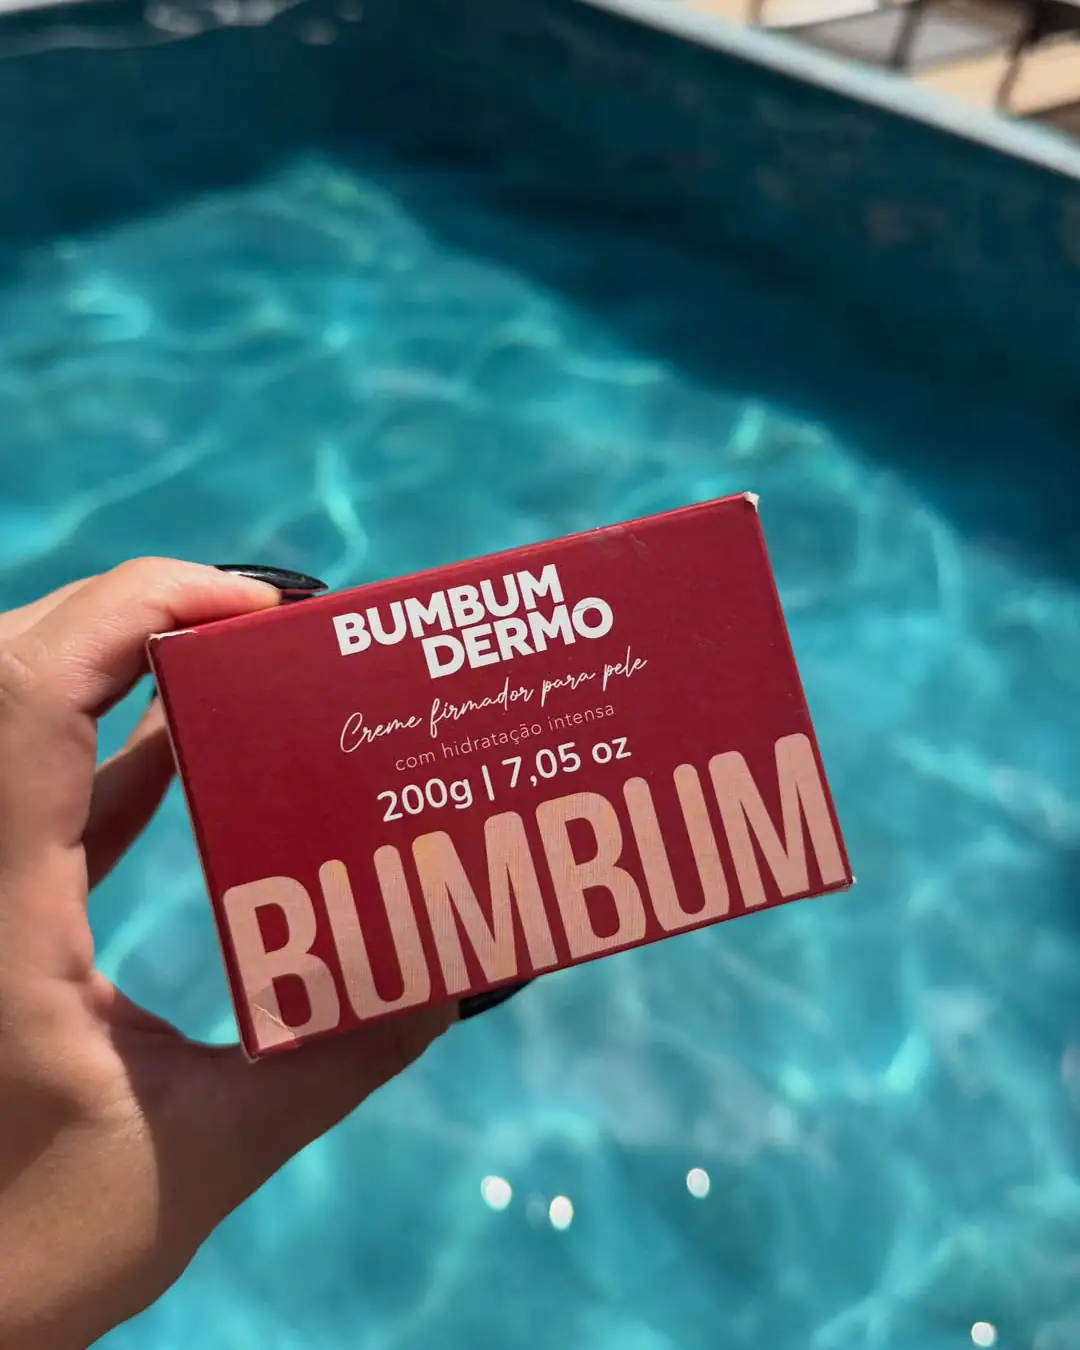 BUMBUM
DERMO
Creme firmador para pele
com hidratação intensa
200g | 7,05 oz
BUMBUM